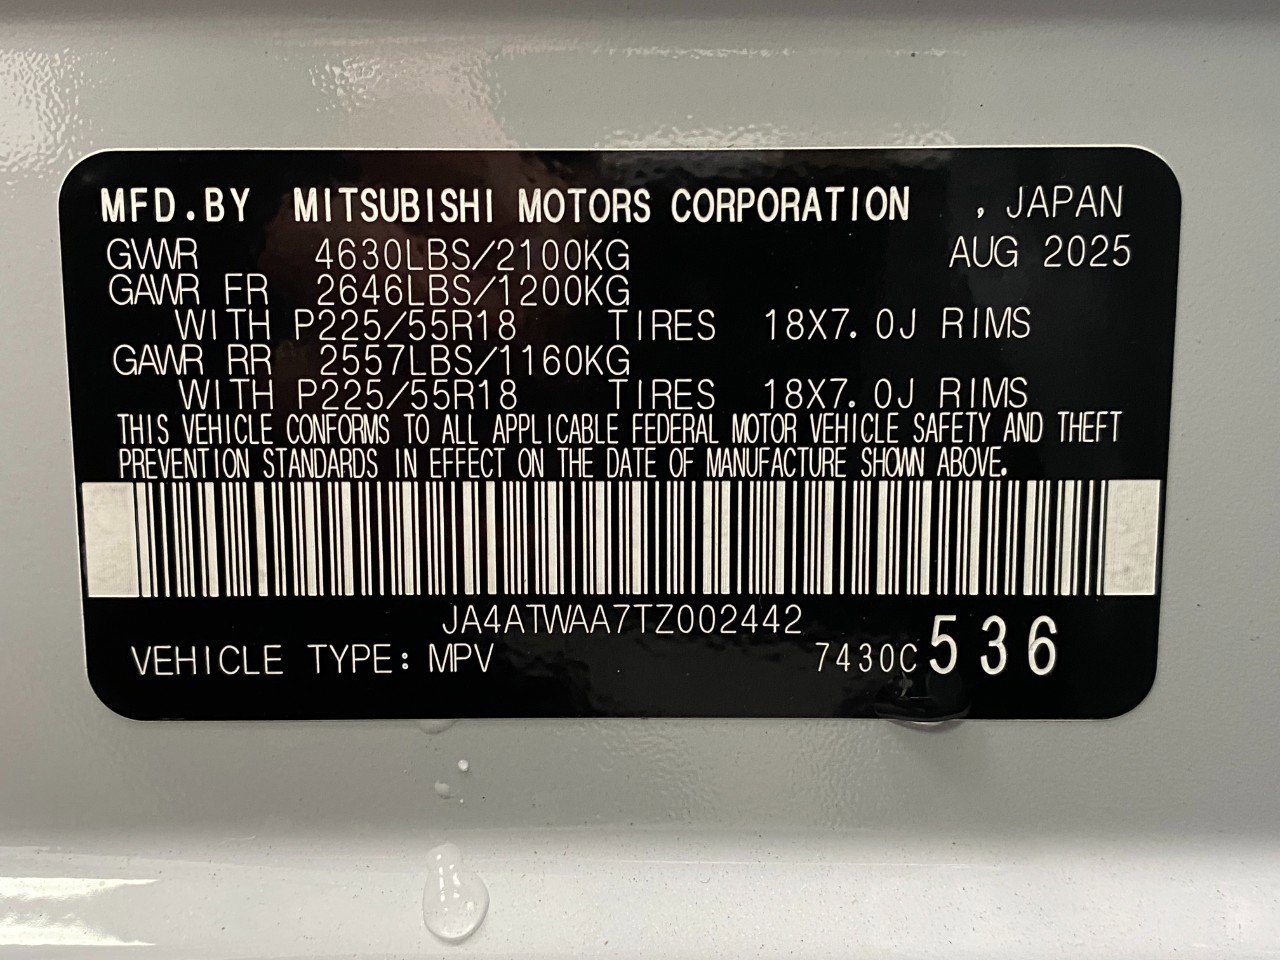 MFD.BY MITSUBISHI MOTORS CORPORATION , JAPAN
GVWR 4630LBS/2100KG AUG 2025
GAWR FR 2646LBS/1200KG
WITH P225/55R18 TIRES 18X7.0J RIMS
GAWR RR 2557LBS/1160KG
WITH P225/55R18 TIRES 18X7.0J RIMS
THIS VEHICLE CONFORMS TO ALL APPLICABLE FEDERAL MOTOR VEHICLE SAFETY AND THEFT
PREVENTION STANDARDS IN EFFECT ON THE DATE OF MANUFACTURE SHOWN ABOVE.
JA4ATWAA7TZ002442
VEHICLE TYPE: MPV 7430C 536